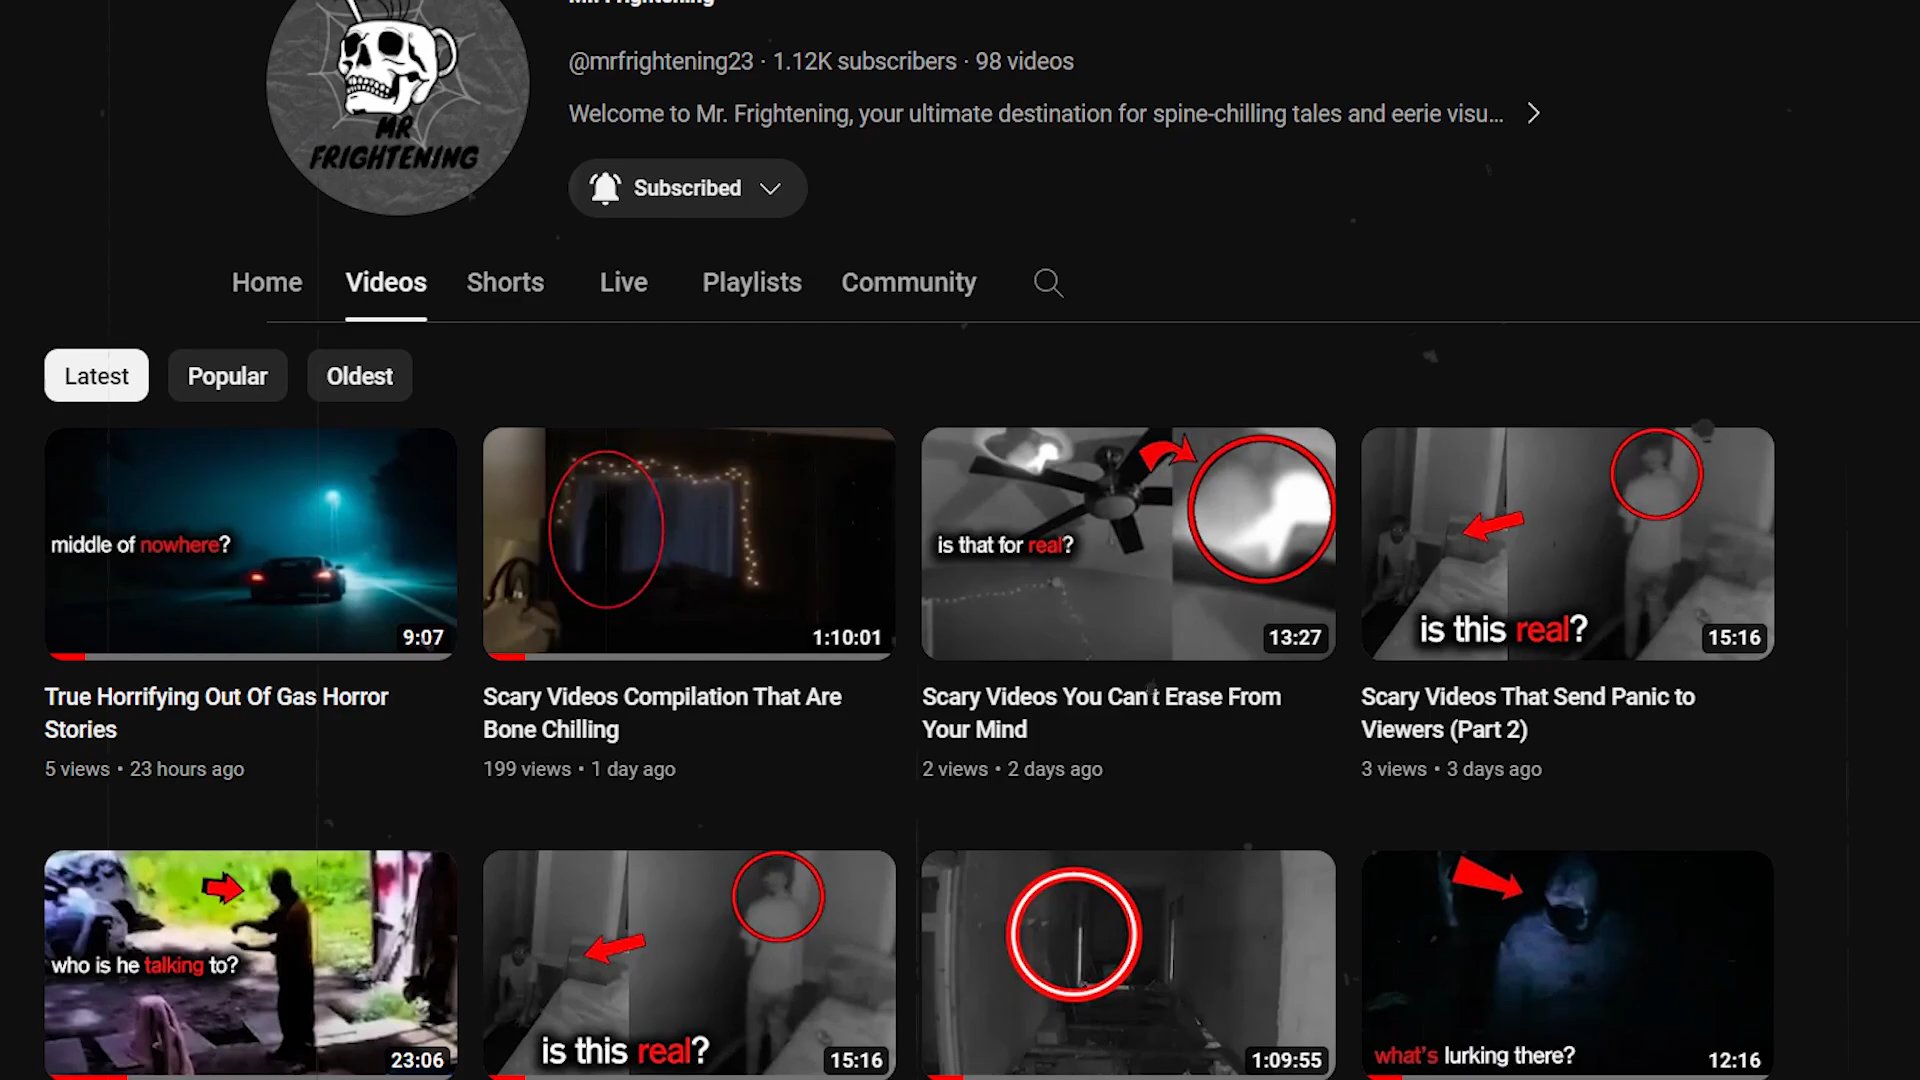 Mr. Frightening
@mrfrightening23 · 1.12K subscribers · 98 videos
Welcome to Mr. Frightening, your ultimate destination for spine-chilling tales and eerie visu...
MR
FRIGHTENING
Subscribed
Home Videos Shorts Live Playlists Community
Latest Popular Oldest
middle of nowhere?
9:07
1:10:01
is that for real?
13:27
is this real?
15:16
True Horrifying Out Of Gas Horror
Stories
5 views • 23 hours ago
Scary Videos Compilation That Are
Bone Chilling
199 views • 1 day ago
Scary Videos You Can't Erase From
Your Mind
2 views • 2 days ago
Scary Videos That Send Panic to
Viewers (Part 2)
3 views • 3 days ago
who is he talking to?
23:06
is this real?
15:16
1:09:55
what's lurking there?
12:16